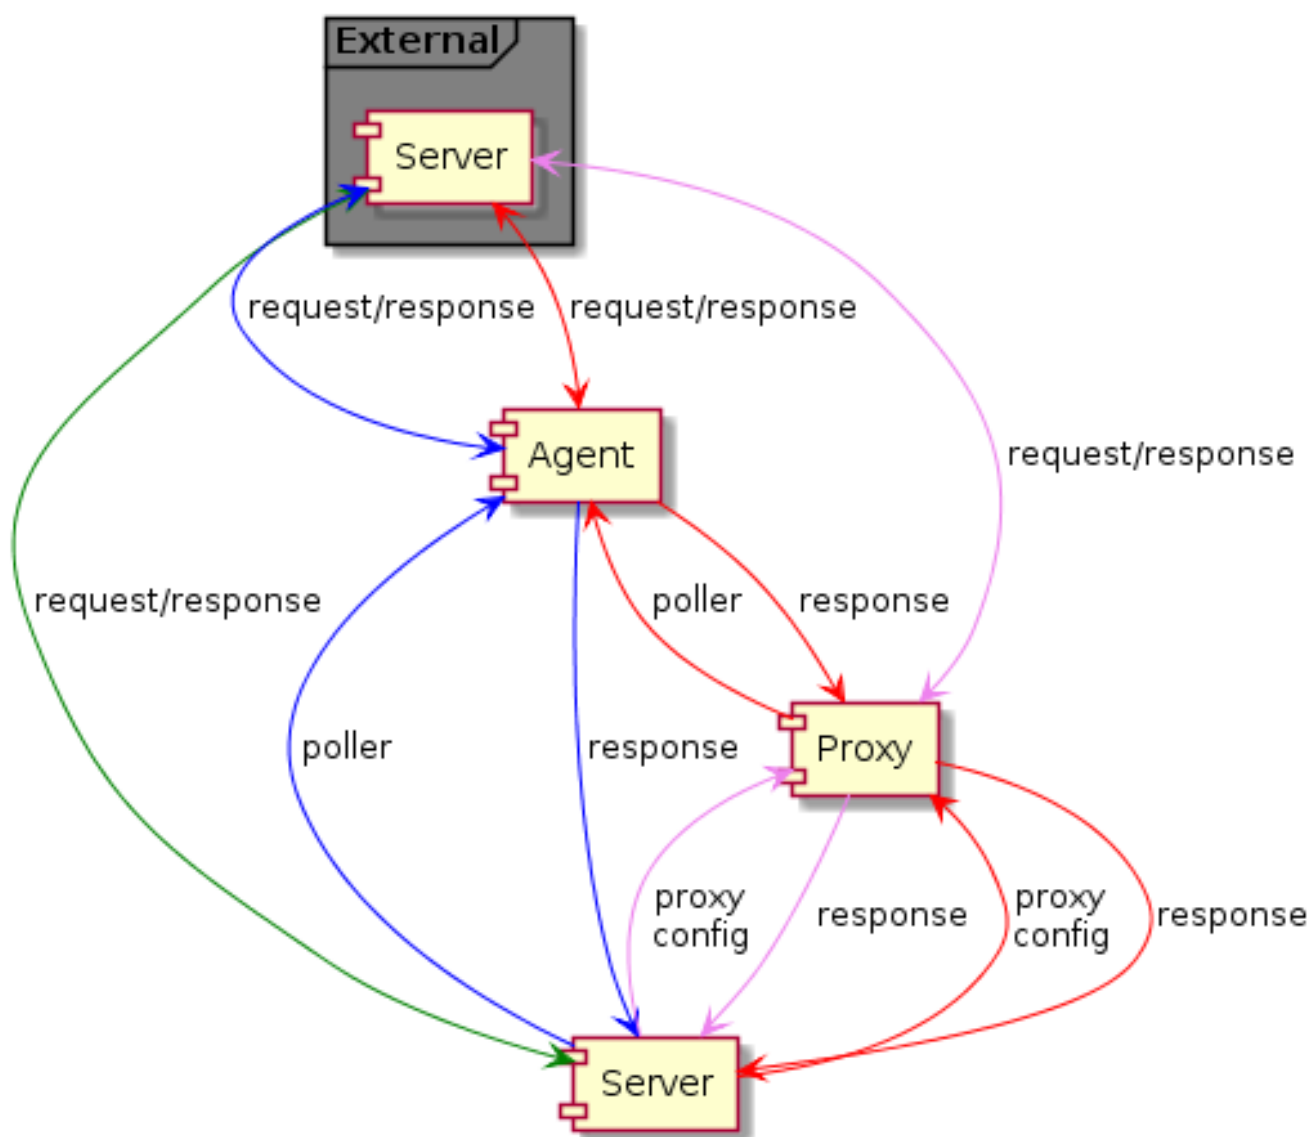 External
Server
request/response
request/response
Agent
request/response
request/response
poller
response
poller
response
Proxy
proxy
config
response
proxy
config
response
Server